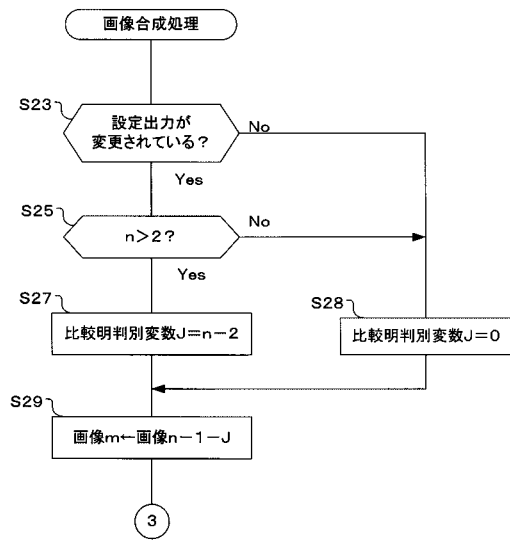 画像合成処理
S23
設定出力が
変更されている？
No
Yes
S25
n>2？
No
Yes
S27
比較明判別変数J=n-2
S28
比較明判別変数J=0
S29
画像m←画像n-1-J
3